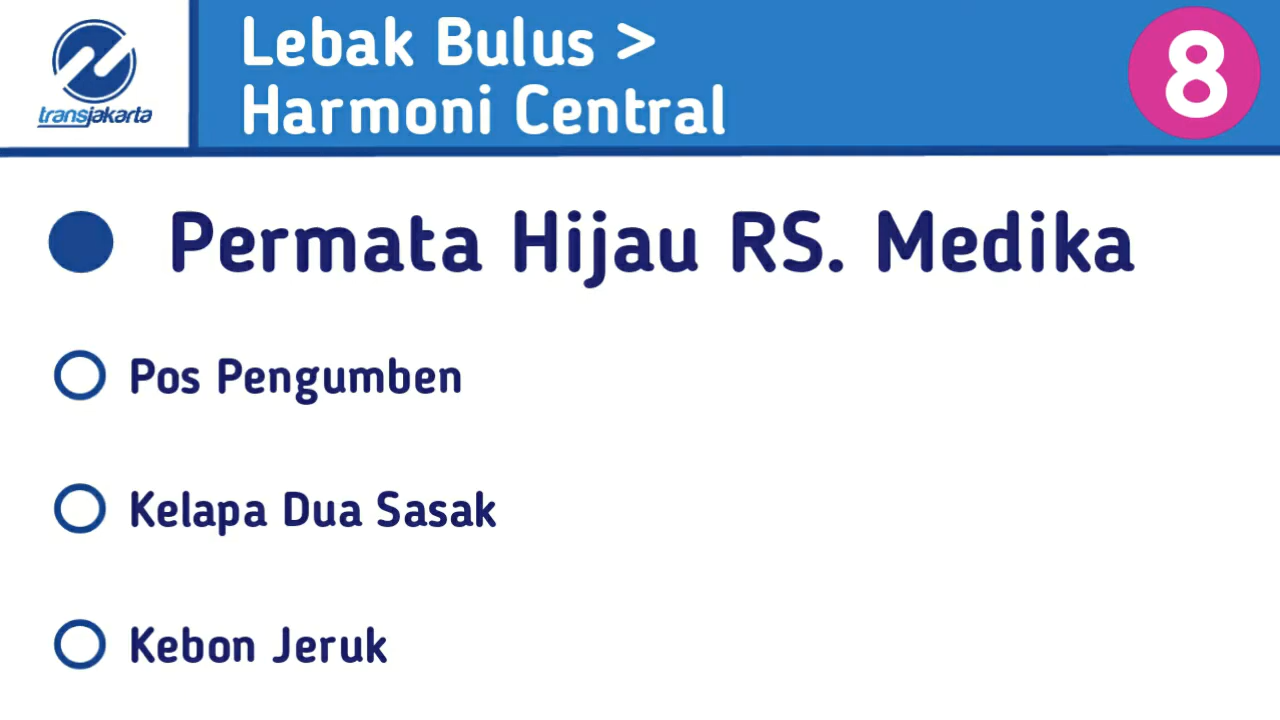 transjakarta
Lebak Bulus >
Harmoni Central
8
Permata Hijau RS. Medika
Pos Pengumben
Kelapa Dua Sasak
Kebon Jeruk